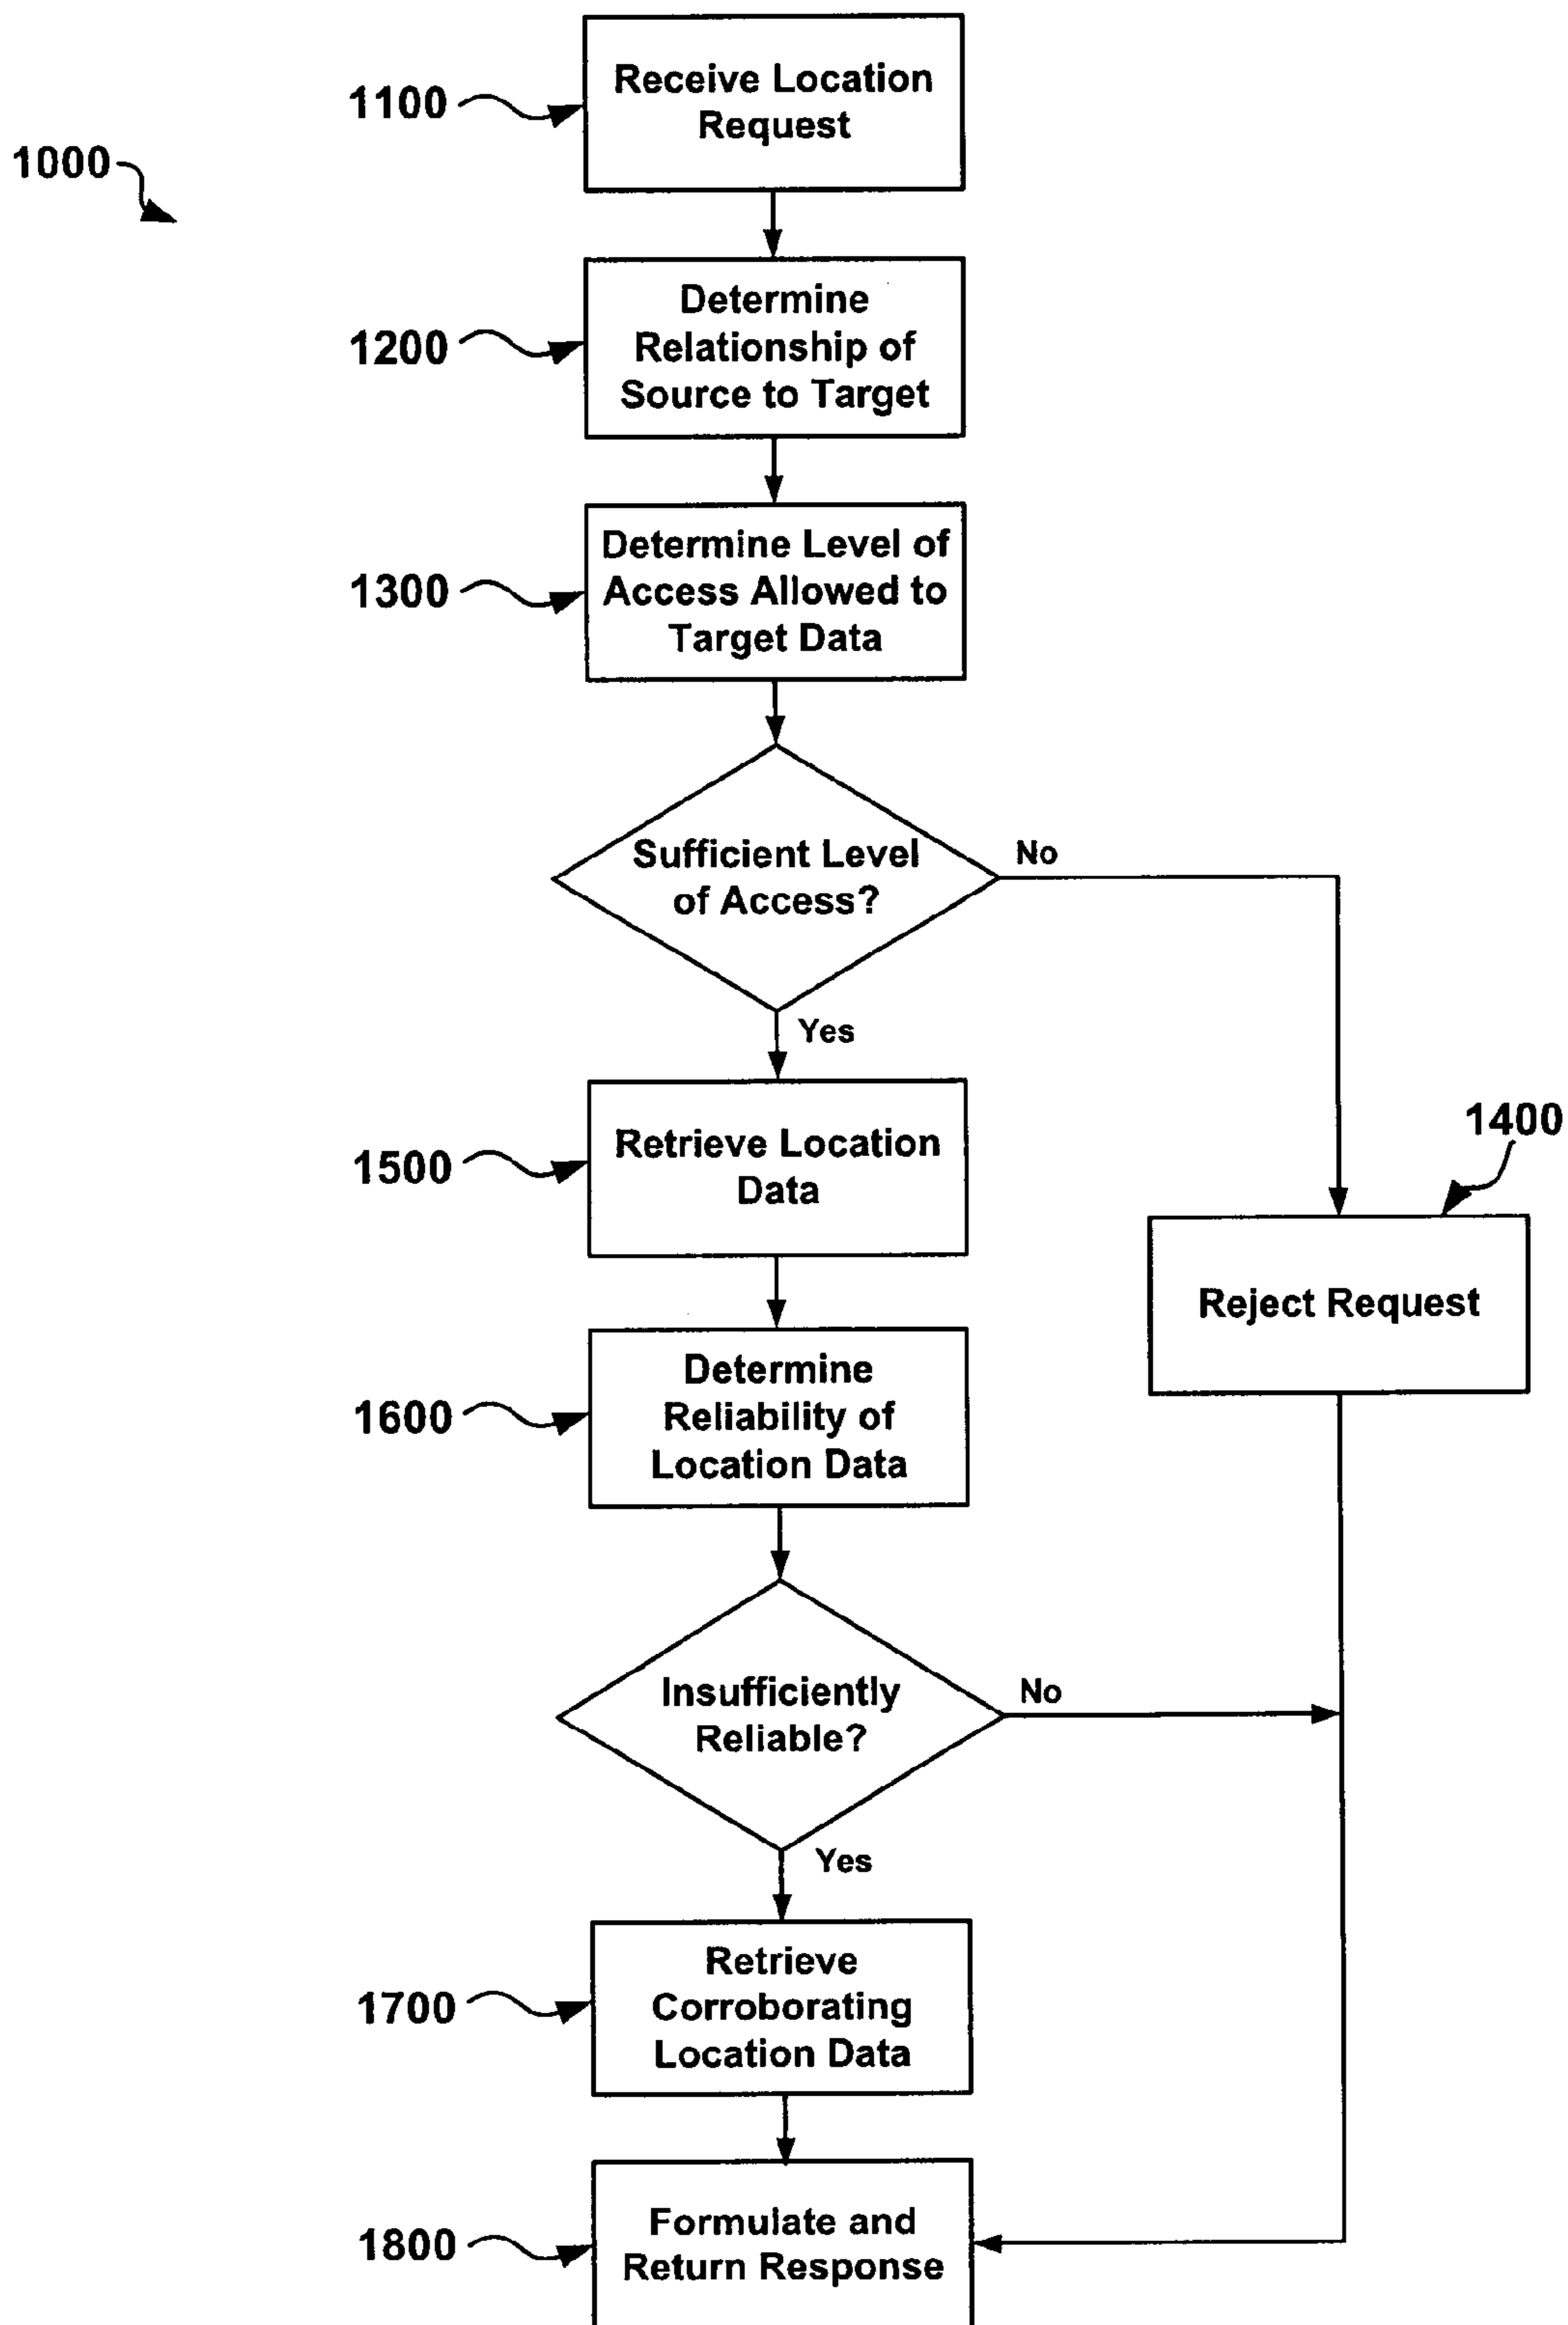 1000
1100
Receive Location
Request
1200
Determine
Relationship of
Source to Target
1300
Determine Level of
Access Allowed to
Target Data
Sufficient Level
of Access?
No
Yes
1500
Retrieve Location
Data
1400
Reject Request
1600
Determine
Reliability of
Location Data
Insufficiently
Reliable?
No
Yes
1700
Retrieve
Corroborating
Location Data
1800
Formulate and
Return Response